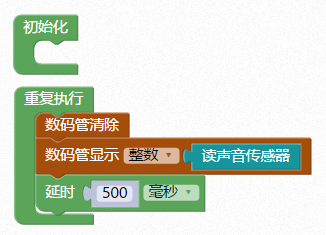 初始化
重复执行
数码管清除
数码管显示 整数 读声音传感器
延时 500 毫秒